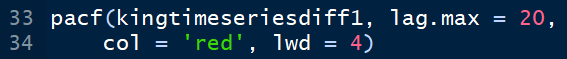 33 pacf(kingtimeseriesdiff1, lag.max = 20,
34     col = 'red', lwd = 4)